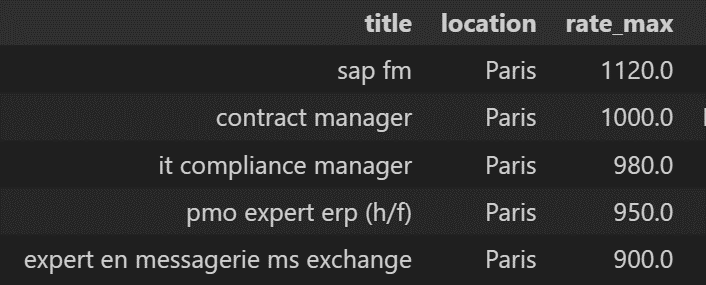 title location rate_max
sap fm Paris 1120.0
contract manager Paris 1000.0
it compliance manager Paris 980.0
pmo expert erp (h/f) Paris 950.0
expert en messagerie ms exchange Paris 900.0